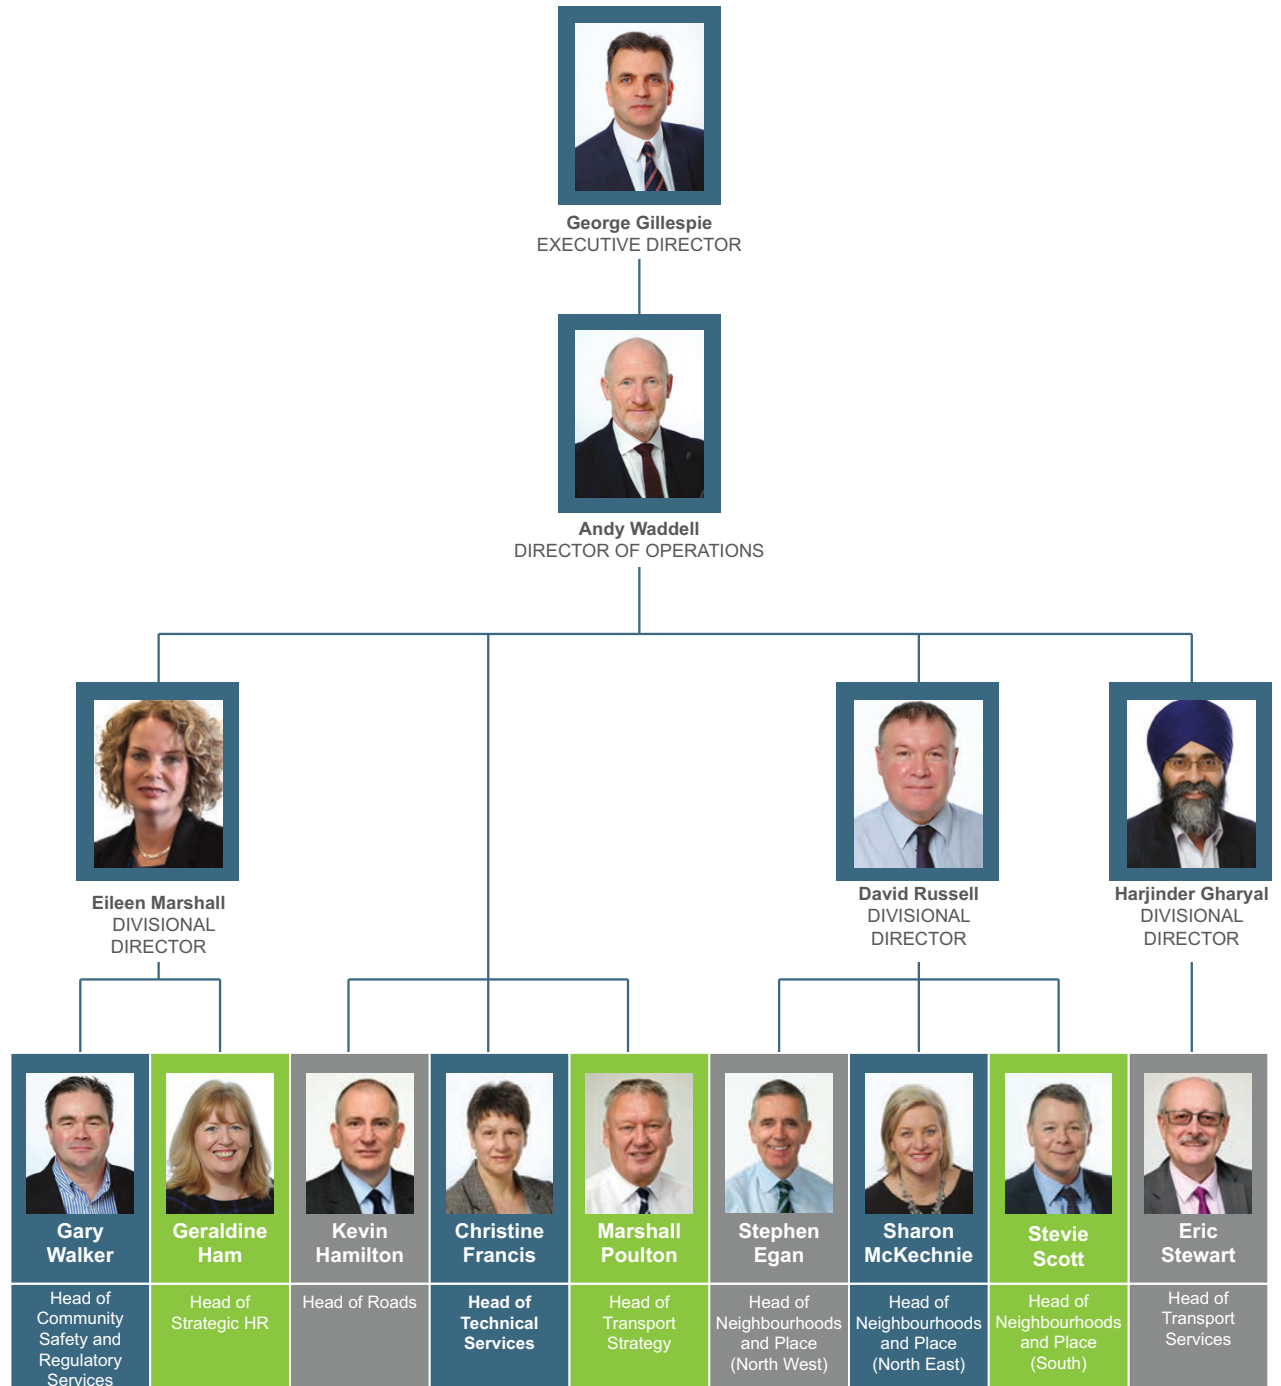 George Gillespie
EXECUTIVE DIRECTOR
Andy Waddell
DIRECTOR OF OPERATIONS
Eileen Marshall
DIVISIONAL
DIRECTOR
David Russell
DIVISIONAL
DIRECTOR
Harjinder Gharyal
DIVISIONAL
DIRECTOR
Gary
Walker
Head of
Community
Safety and
Regulatory
Services
Geraldine
Ham
Head of
Strategic HR
Kevin
Hamilton
Head of Roads
Christine
Francis
Head of
Technical
Services
Marshall
Poulton
Head of
Transport
Strategy
Stephen
Egan
Head of
Neighbourhoods
and Place
(North West)
Sharon
McKechnie
Head of
Neighbourhoods
and Place
(North East)
Stevie
Scott
Head of
Neighbourhoods
and Place
(South)
Eric
Stewart
Head of
Transport
Services